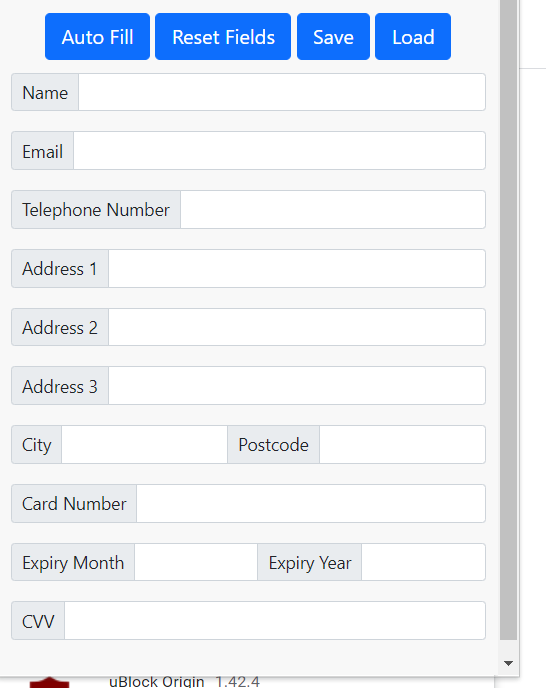 Auto Fill Reset Fields Save Load
Name
Email
Telephone Number
Address 1
Address 2
Address 3
City Postcode
Card Number
Expiry Month Expiry Year
CVV
uBlock Origin 1.42.4